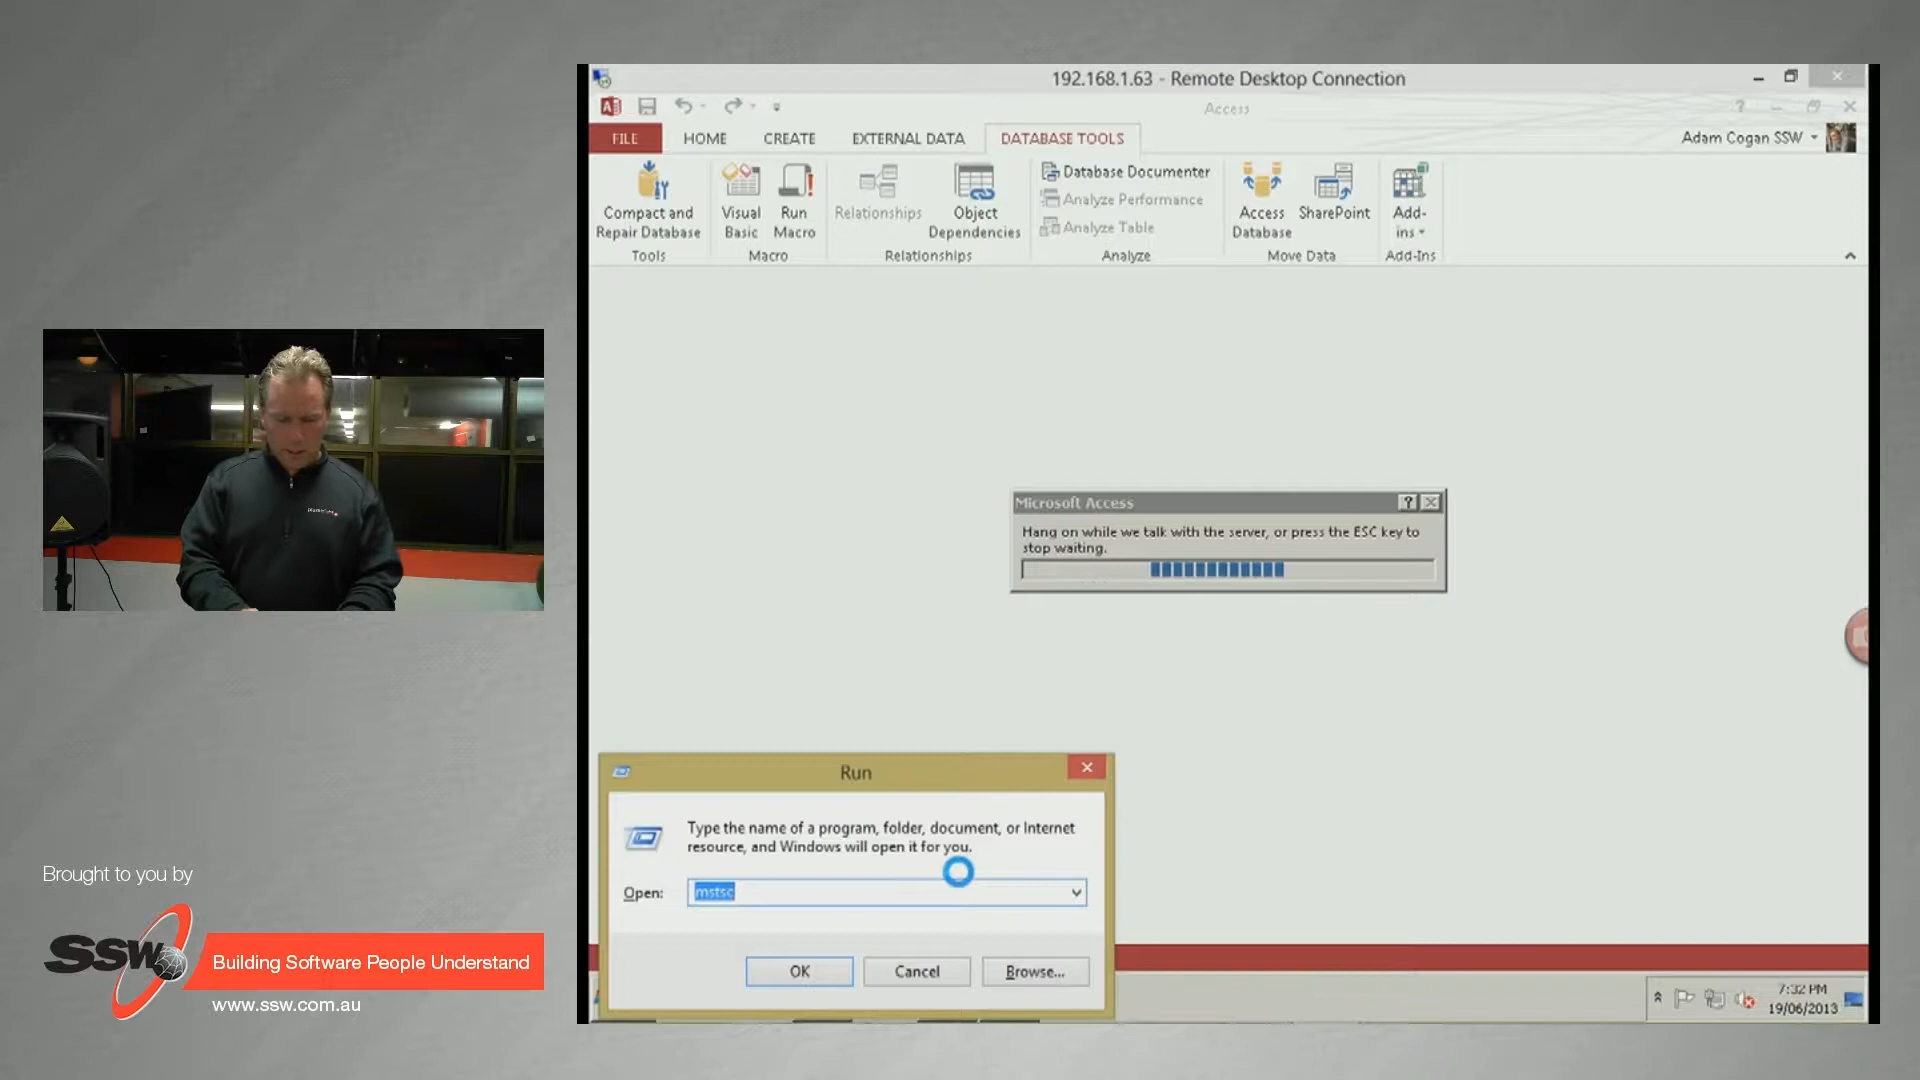 192.168.1.63 - Remote Desktop Connection
Access
FILE
HOME
CREATE
EXTERNAL DATA
DATABASE TOOLS
Adam Cogan SSW
Compact and
Repair Database
Tools
Visual
Basic
Run
Macro
Macro
Relationships
Object
Dependencies
Relationships
Database Documenter
Analyze Performance
Analyze Table
Analyze
Access
Database
SharePoint
Move Data
Add-
ins
Add-Ins
Microsoft Access
Hang on while we talk with the server, or press the ESC key to
stop waiting.
Run
Type the name of a program, folder, document, or Internet
resource, and Windows will open it for you.
Open:
mstsc
OK
Cancel
Browse...
7:32 PM
19/06/2013
Brought to you by
SSW
Building Software People Understand
www.ssw.com.au